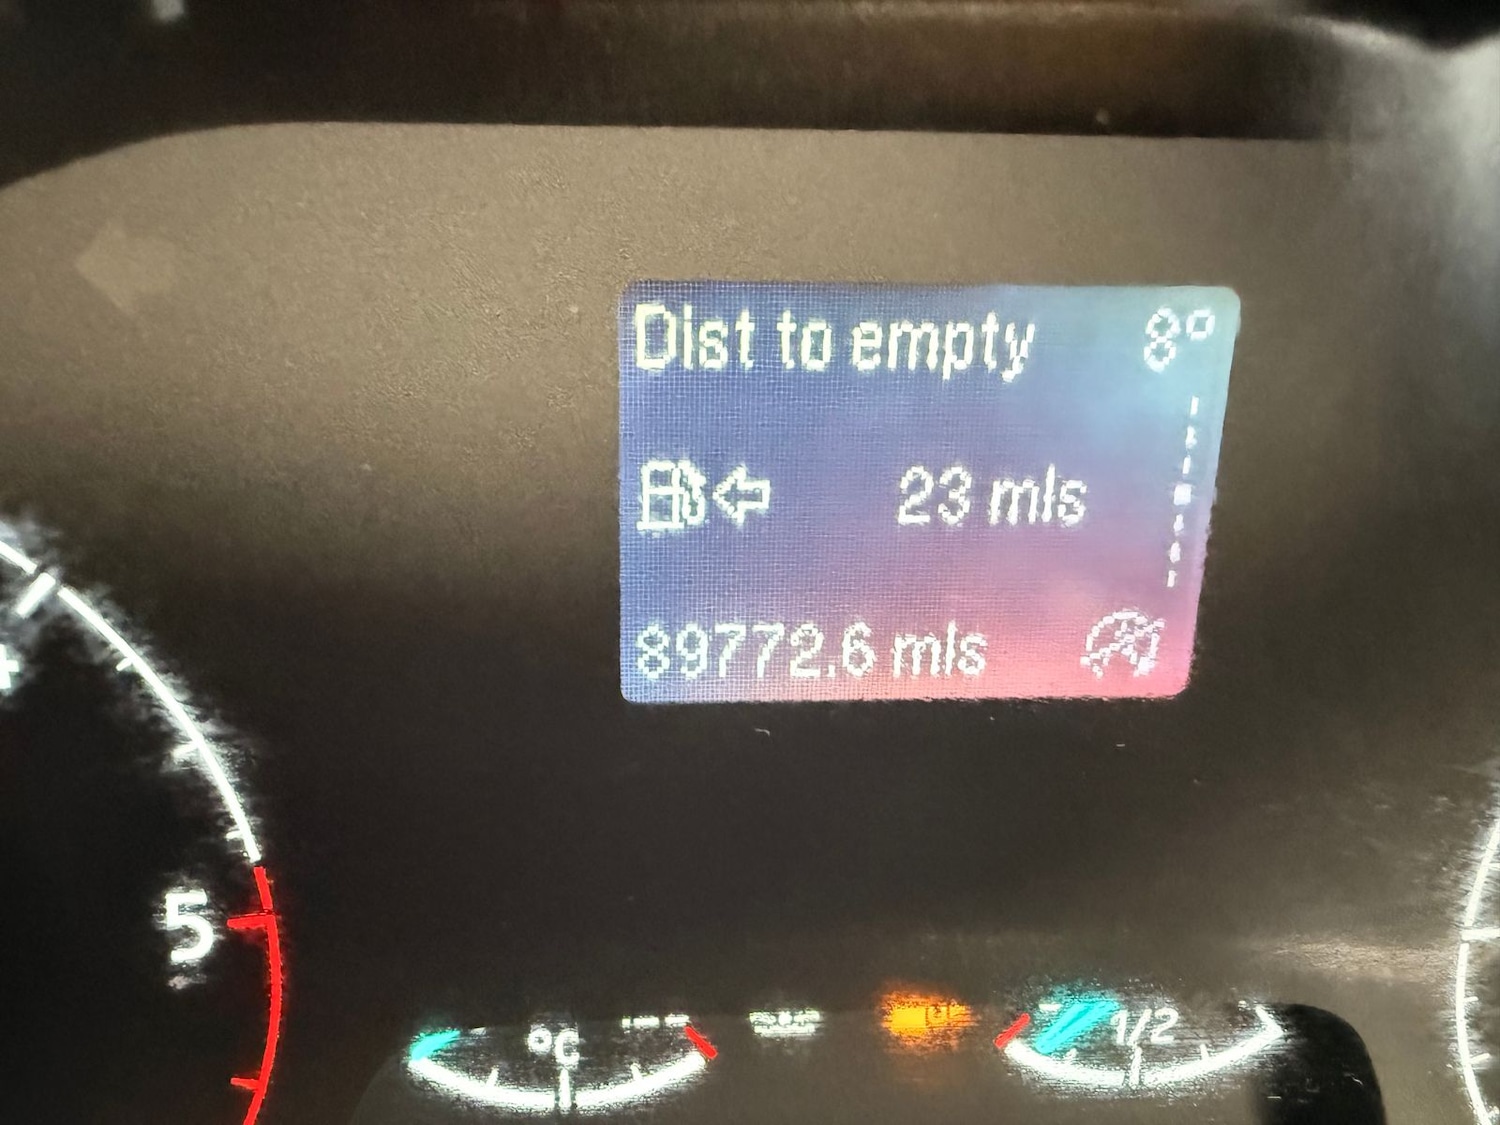 Dist to empty 8°
23 mls
89772.6 mls
5
°C
1/2